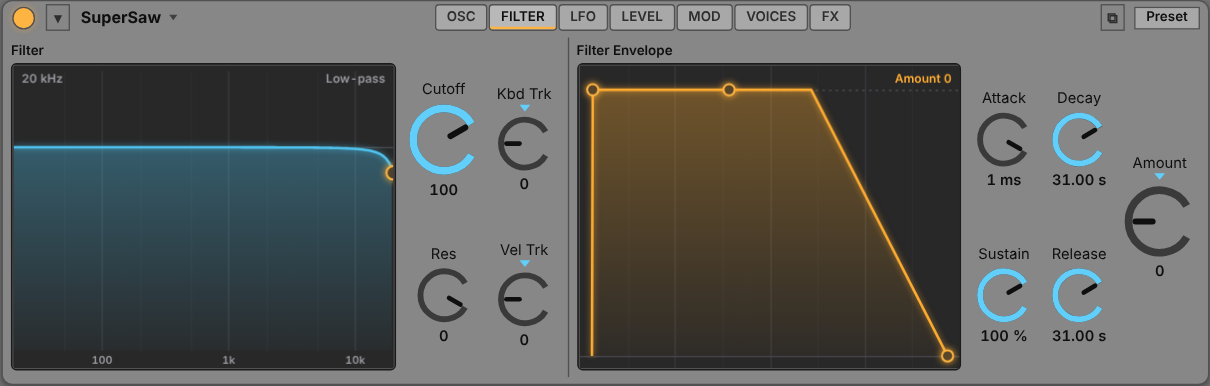 SuperSaw
OSC FILTER LFO LEVEL MOD VOICES FX
Preset
Filter
20 kHz Low-pass
100 1k 10k
Cutoff
100
Kbd Trk
0
Res
0
Vel Trk
0
Filter Envelope
Amount 0
Attack
1 ms
Decay
31.00 s
Sustain
100 %
Release
31.00 s
Amount
0